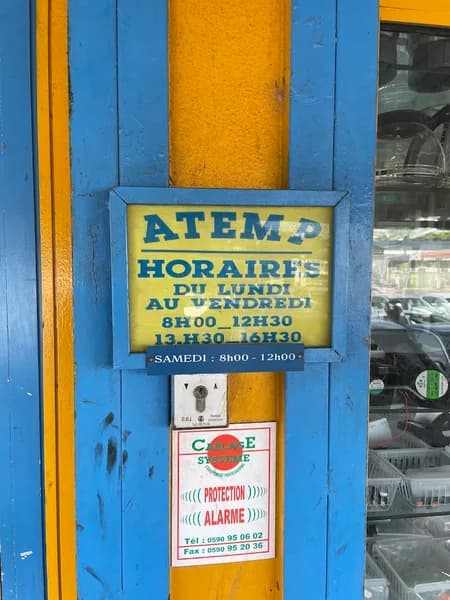 ATEMP
HORAIRES
DU LUNDI
AU VENDREDI
8H00_12H30
13.H30_16H30
SAMEDI : 8h00 - 12h00
CABLAGE
SYSTEME
PROTECTION
ALARME
Tél : 0590 95 06 02
Fax : 0590 95 20 36